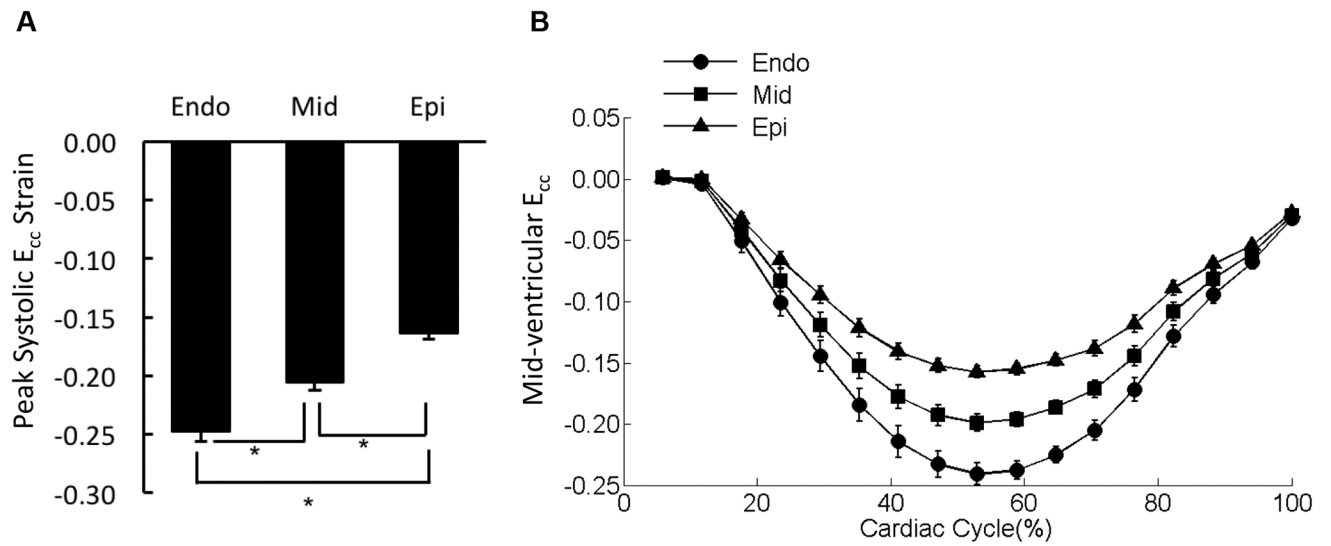 A
Endo Mid Epi
0.00
-0.05
-0.10
-0.15
-0.20
-0.25
-0.30
Peak Systolic Ecc Strain
*
*
*
B
Endo
Mid
Epi
0.05
0.00
-0.05
-0.10
-0.15
-0.20
-0.25
Mid-ventricular Ecc
0 20 40 60 80 100
Cardiac Cycle(%)